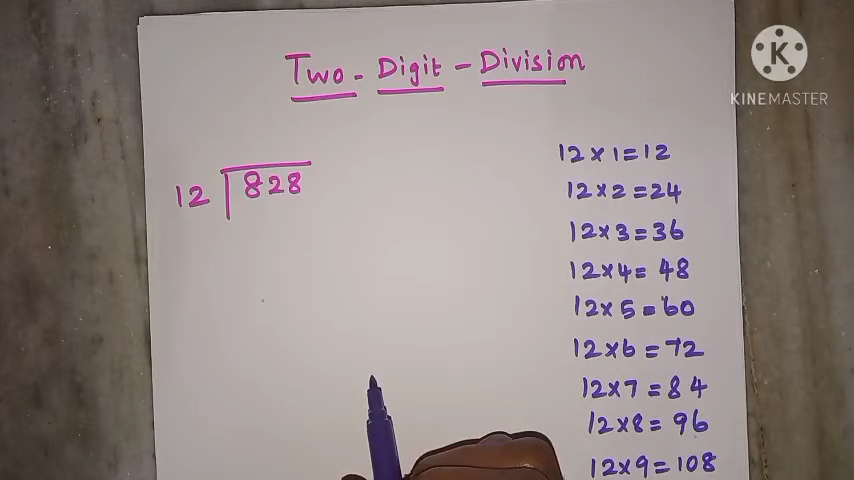 Two - Digit - Division
K
KINEMASTER
12 828
12 x 1 = 12
12 x 2 = 24
12 x 3 = 36
12 x 4 = 48
12 x 5 = 60
12 x 6 = 72
12 x 7 = 84
12 x 8 = 96
12 x 9 = 108